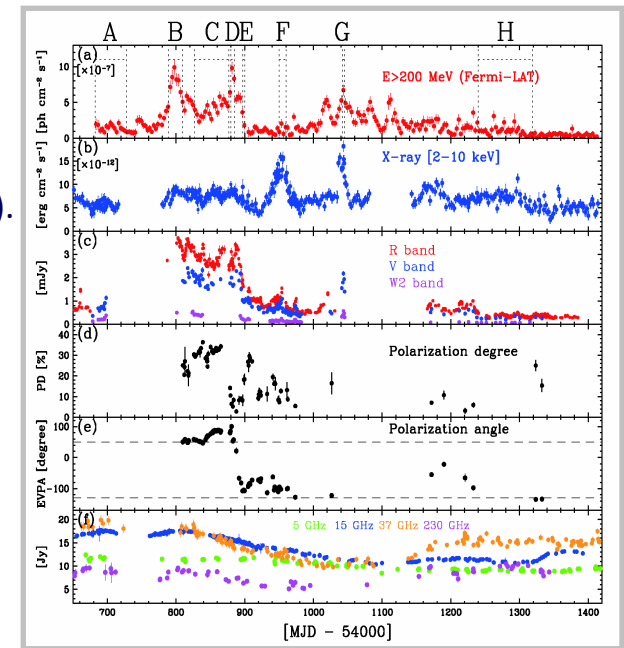 A B C D E F G H
(a)
[×10⁻⁷]
E>200 MeV (Fermi-LAT)
[ph cm⁻² s⁻¹]
10
5
0
(b)
[×10⁻¹²]
X-ray [2-10 keV]
[erg cm⁻² s⁻¹]
15
10
5
0
(c)
R band
V band
W2 band
[mJy]
3
2
1
0
(d)
Polarization degree
PD [%]
40
30
20
10
0
(e)
Polarization angle
EVPA [degree]
100
0
-100
(f)
5 GHz 15 GHz 37 GHz 230 GHz
[Jy]
20
15
10
5
700 800 900 1000 1100 1200 1300 1400
[MJD - 54000]
).